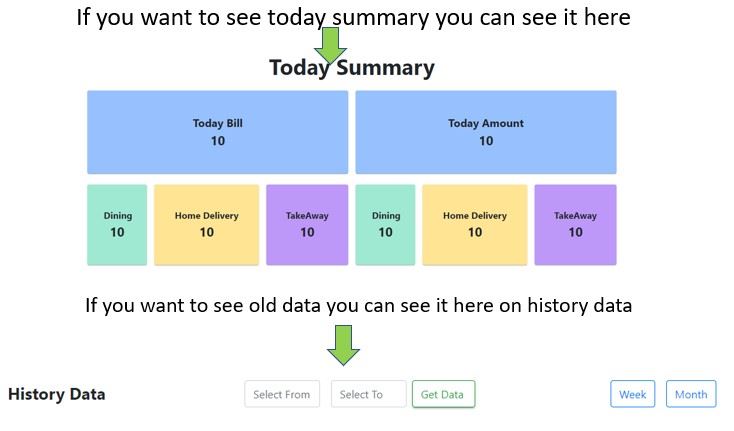 If you want to see today summary you can see it here
Today Summary
Today Bill
10
Today Amount
10
Dining
10
Home Delivery
10
TakeAway
10
Dining
10
Home Delivery
10
TakeAway
10
If you want to see old data you can see it here on history data
History Data Select From Select To Get Data Week Month